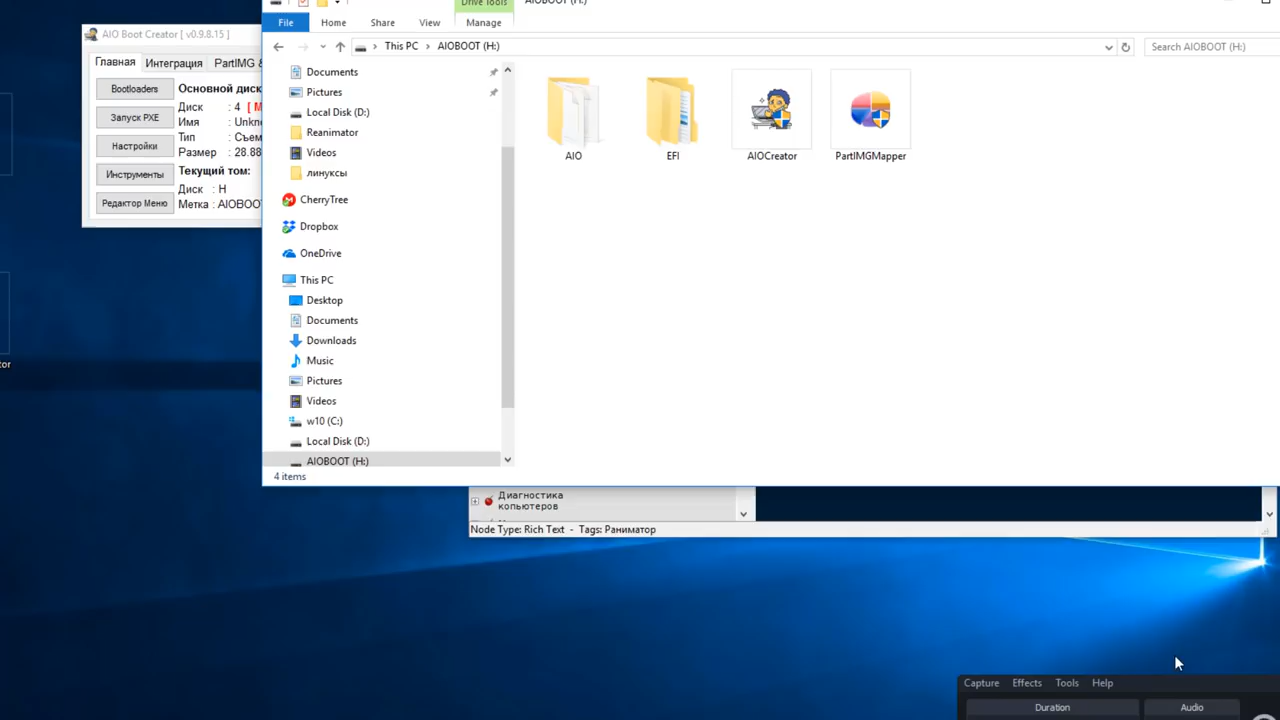 Drive Tools
AIOBOOT (H:)
File
Home
Share
View
Manage
This PC
AIOBOOT (H:)
Search AIOBOOT (H:)
AIO Boot Creator [ v0.9.8.15 ]
Главная
Интеграция
PartIMG &
Bootloaders
Запуск PXE
Настройки
Инструменты
Редактор Меню
Основной диск
Диск : 4 [ M
Имя : Unkn
Тип : Съем
Размер : 28.88
Текущий том:
Диск : H
Метка : AIOBOO
Documents
Pictures
Local Disk (D:)
Reanimator
Videos
линуксы
CherryTree
Dropbox
OneDrive
This PC
Desktop
Documents
Downloads
Music
Pictures
Videos
w10 (C:)
Local Disk (D:)
AIOBOOT (H:)
AIO
EFI
AIOCreator
PartIMGMapper
4 items
tor
Диагностика
копьютеров
Node Type: Rich Text - Tags: Раниматор
Capture
Effects
Tools
Help
Duration
Audio